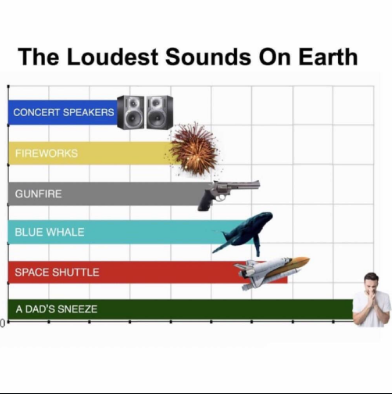 The Loudest Sounds On Earth
CONCERT SPEAKERS
FIREWORKS
GUNFIRE
BLUE WHALE
SPACE SHUTTLE
A DAD'S SNEEZE
0